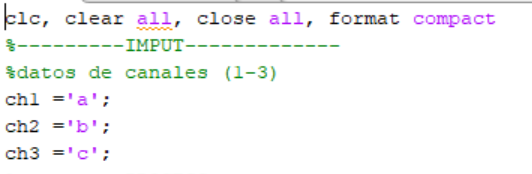 clc, clear all, close all, format compact
%---------IMPUT-------------
%datos de canales (1-3)
ch1 ='a';
ch2 ='b';
ch3 ='c';